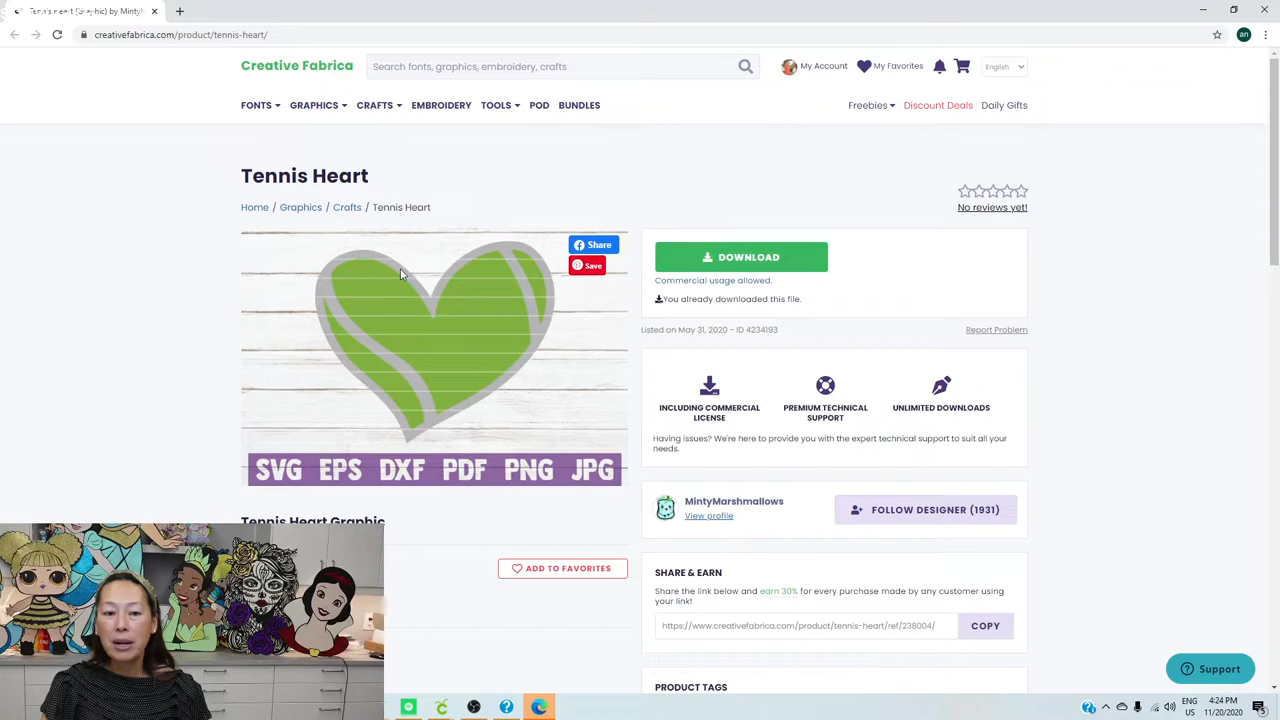 Tennis Heart Graphic by MintyM
creativefabrica.com/product/tennis-heart/
an
Creative Fabrica
Search fonts, graphics, embroidery, crafts
My Account
My Favorites
English
FONTS
GRAPHICS
CRAFTS
EMBROIDERY
TOOLS
POD
BUNDLES
Freebies
Discount Deals
Daily Gifts
Tennis Heart
No reviews yet!
Home / Graphics / Crafts / Tennis Heart
Share
Save
SVG EPS DXF PDF PNG JPG
DOWNLOAD
Commercial usage allowed.
You already downloaded this file.
Listed on May 31, 2020 - ID 4234193
Report Problem
INCLUDING COMMERCIAL
LICENSE
PREMIUM TECHNICAL
SUPPORT
UNLIMITED DOWNLOADS
Having issues? We're here to provide you with the expert technical support to suit all your
needs.
MintyMarshmallows
View profile
FOLLOW DESIGNER (1931)
Tennis Heart Graphic
ADD TO FAVORITES
SHARE & EARN
Share the link below and earn 30% for every purchase made by any customer using
your link!
https://www.creativefabrica.com/product/tennis-heart/ref/238004/
COPY
PRODUCT TAGS
Support
ENG
US
4:24 PM
11/20/2020
5